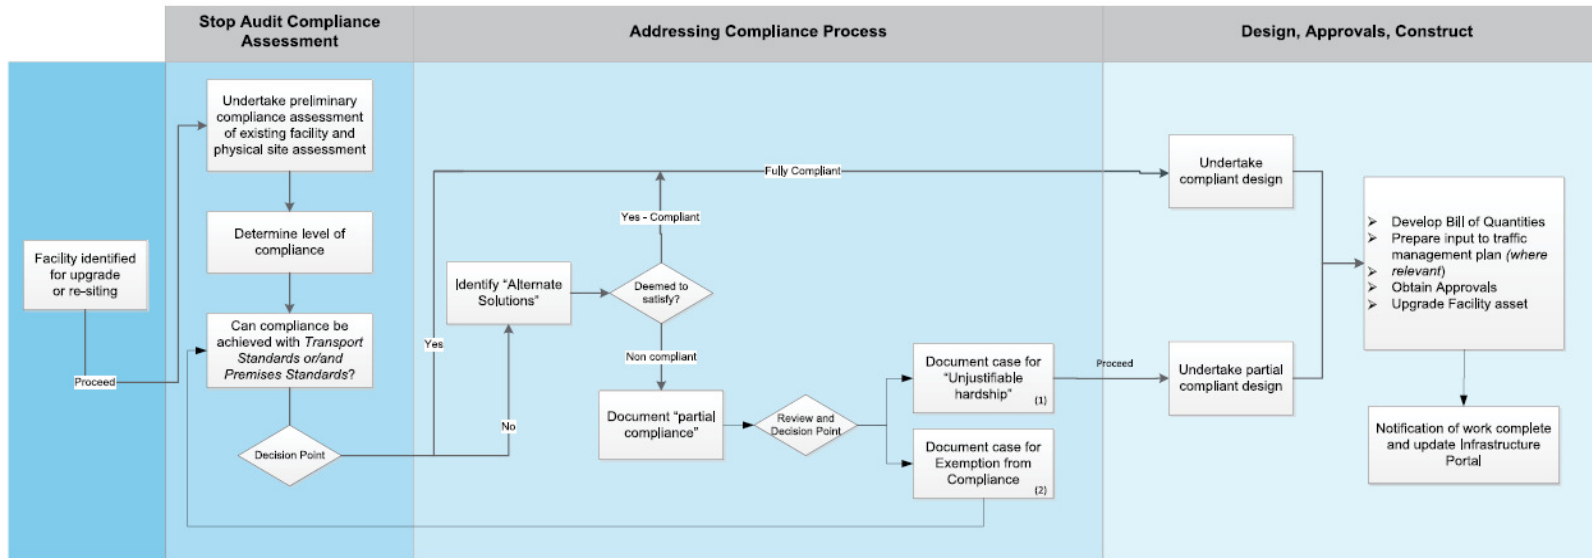 Stop Audit Compliance
Assessment
Addressing Compliance Process
Design, Approvals, Construct
Facility identified
for upgrade
or re-siting
Proceed
Undertake preliminary
compliance assessment
of existing facility and
physical site assessment
Determine level of
compliance
Can compliance be
achieved with Transport
Standards or/and
Premises Standards?
Decision Point
Yes
No
Identify “Alternate
Solutions”
Deemed to
satisfy?
Yes - Compliant
Fully Compliant
Non compliant
Document “partial
compliance”
Review and
Decision Point
Document case for
“Unjustifiable
hardship”
(1)
Document case for
Exemption from
Compliance
(2)
Proceed
Undertake
compliant design
Undertake partial
compliant design
➢ Develop Bill of Quantities
➢ Prepare input to traffic
management plan (where
➢ relevant)
➢ Obtain Approvals
➢ Upgrade Facility asset
Notification of work complete
and update Infrastructure
Portal